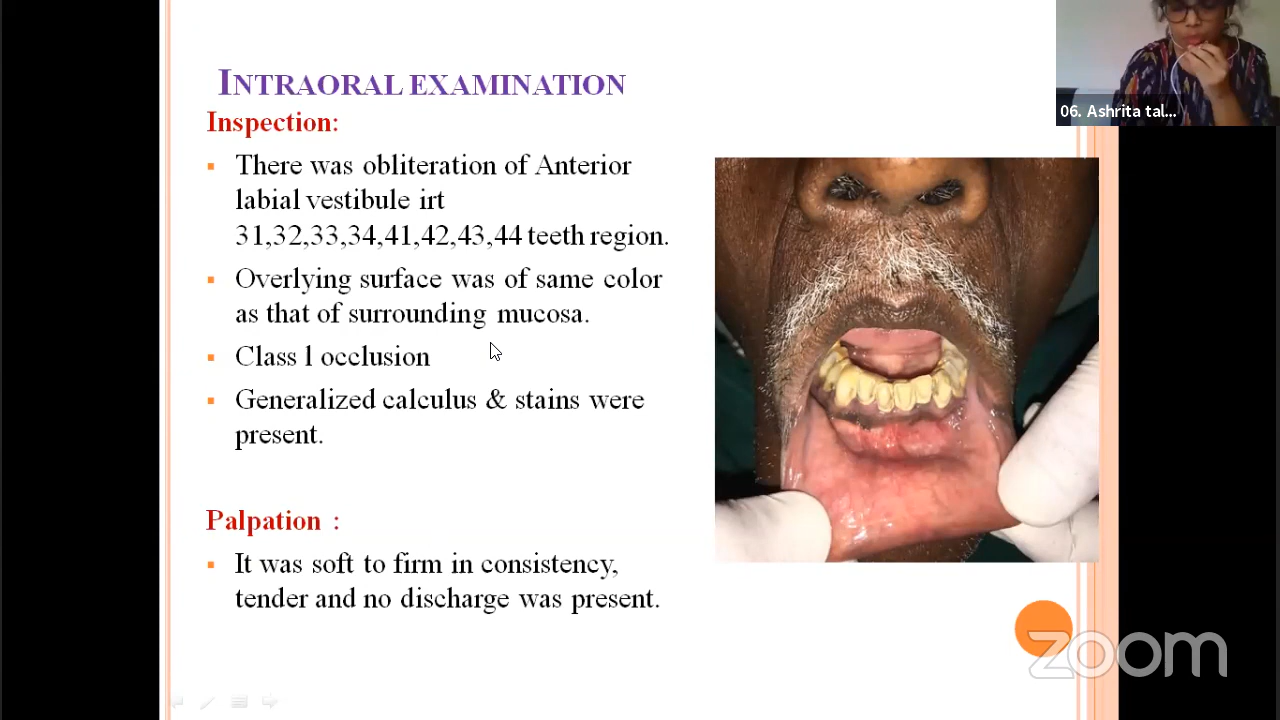 INTRAORAL EXAMINATION
Inspection:
There was obliteration of Anterior
labial vestibule irt
31,32,33,34,41,42,43,44 teeth region.
Overlying surface was of same color
as that of surrounding mucosa.
Class l occlusion
Generalized calculus & stains were
present.
Palpation :
It was soft to firm in consistency,
tender and no discharge was present.
06. Ashrita tal...
zoom